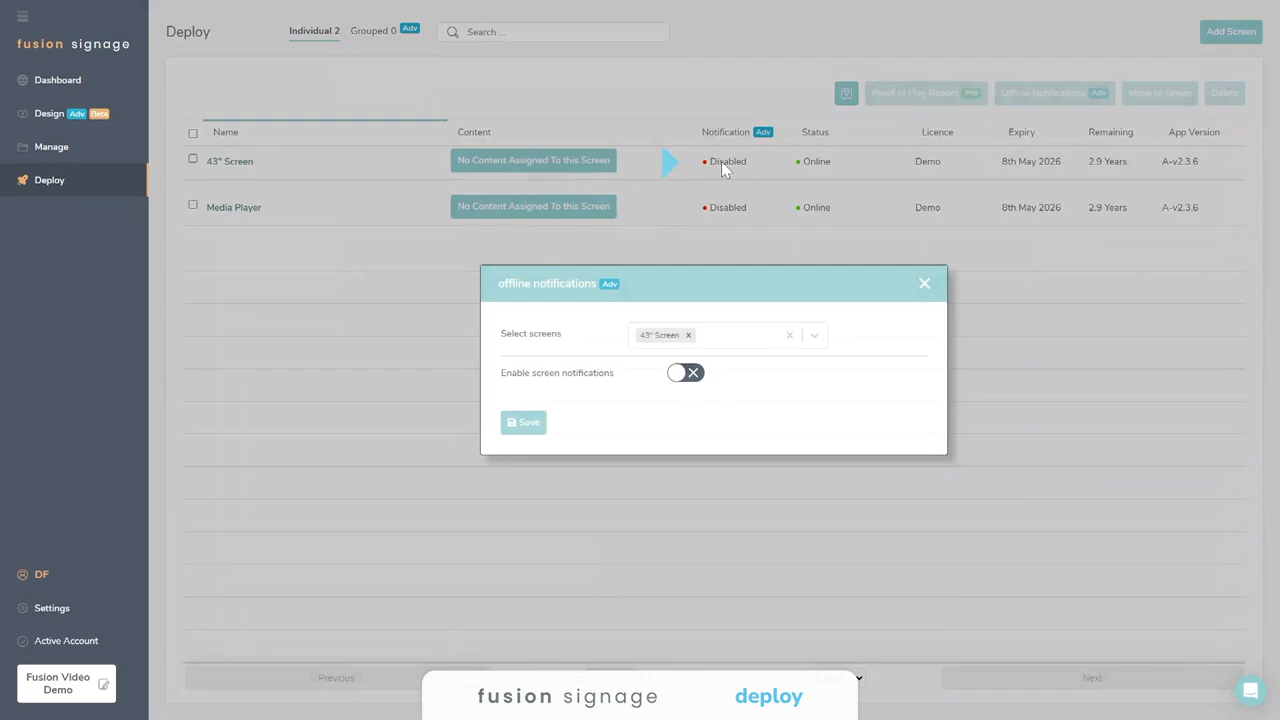 fusion signage
Dashboard
Design Adv Beta
Manage
Deploy
DF
Settings
Active Account
Fusion Video
Demo
Deploy
Individual 2
Grouped 0 Adv
Search ...
Add Screen
Proof of Play Report Pro
Offline Notifications Adv
Move to Group
Delete
Name
Content
Notification Adv
Status
Licence
Expiry
Remaining
App Version
43" Screen
No Content Assigned To this Screen
Disabled
Online
Demo
8th May 2026
2.9 Years
A-v2.3.6
Media Player
No Content Assigned To this Screen
Disabled
Online
Demo
8th May 2026
2.9 Years
A-v2.3.6
offline notifications Adv
Select screens
43" Screen
Enable screen notifications
Save
Previous
Next
fusion signage deploy